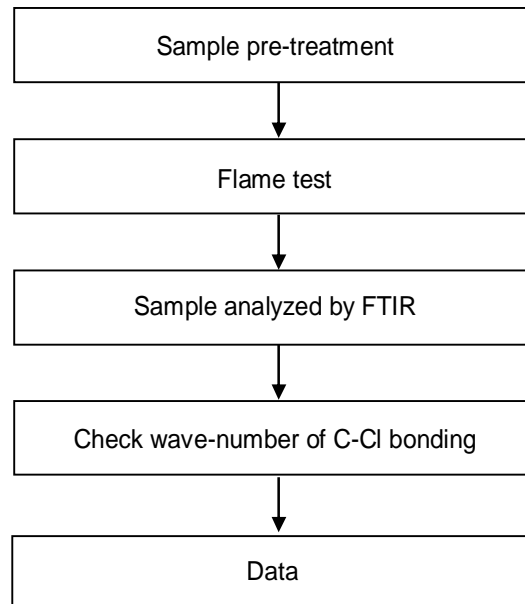 Sample pre-treatment
Flame test
Sample analyzed by FTIR
Check wave-number of C-Cl bonding
Data